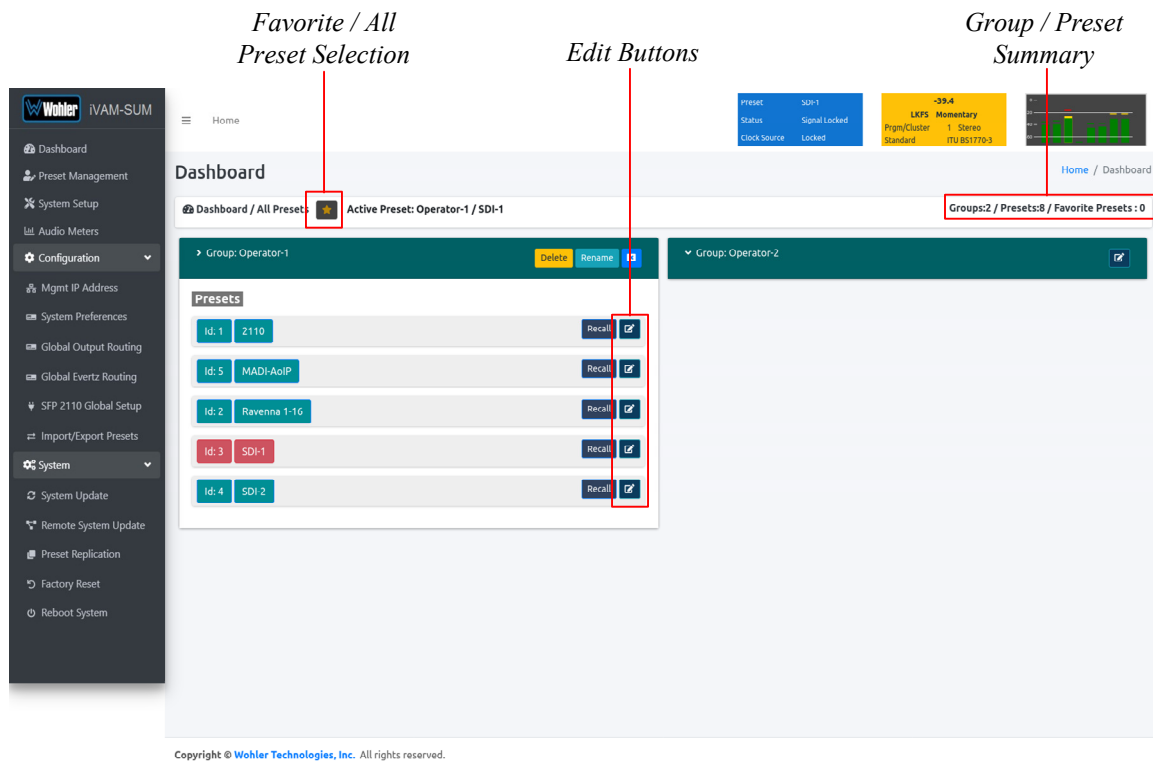 Favorite / All
Preset Selection
Edit Buttons
Group / Preset
Summary
Wohler
iVAM-SUM
Home
Preset SDI-1
Status Signal Locked
Clock Source Locked
-39.4
LKFS Momentary
Prgm/Cluster 1 Stereo
Standard ITU BS1770-3
Dashboard
Preset Management
System Setup
Audio Meters
Configuration
Mgmt IP Address
System Preferences
Global Output Routing
Global Evertz Routing
SFP 2110 Global Setup
Import/Export Presets
System
System Update
Remote System Update
Preset Replication
Factory Reset
Reboot System
Dashboard
Home / Dashboard
Dashboard / All Presets
Active Preset: Operator-1 / SDI-1
Groups:2 / Presets:8 / Favorite Presets : 0
Group: Operator-1
Delete
Rename
Group: Operator-2
Presets
Id: 1 2110 Recall
Id: 5 MADI-AoIP Recall
Id: 2 Ravenna 1-16 Recall
Id: 3 SDI-1 Recall
Id: 4 SDI-2 Recall
Copyright © Wohler Technologies, Inc. All rights reserved.